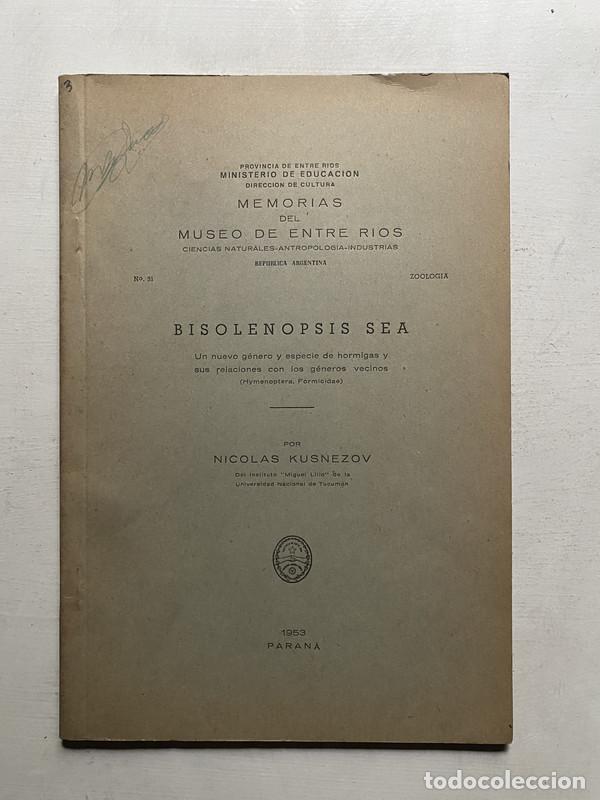 3
PROVINCIA DE ENTRE RIOS
MINISTERIO DE EDUCACION
DIRECCION DE CULTURA
MEMORIAS
DEL
MUSEO DE ENTRE RIOS
CIENCIAS NATURALES-ANTROPOLOGIA-INDUSTRIAS
REPUBLICA ARGENTINA
No. 31 ZOOLOGIA
BISOLENOPSIS SEA
Un nuevo género y especie de hormigas y
sus relaciones con los géneros vecinos
(Hymenoptera, Formicidae)
POR
NICOLAS KUSNEZOV
Del Instituto "Miguel Lillo" de la
Universidad Nacional de Tucumán
1953
PARANÁ
todocoleccion